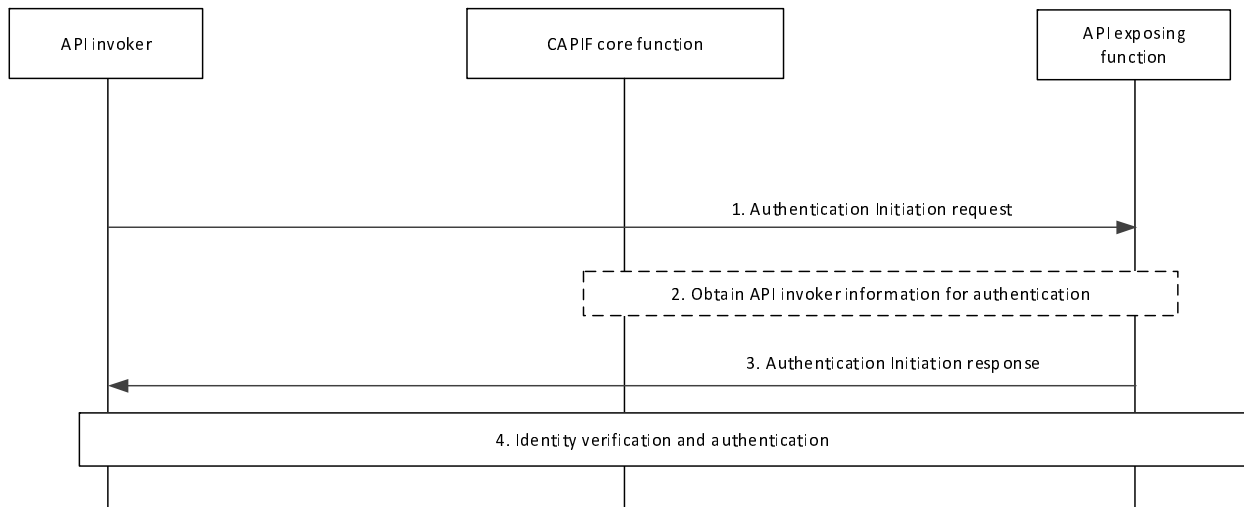 API invoker
CAPIF core function
API exposing
function
1. Authentication Initiation request
2. Obtain API invoker information for authentication
3. Authentication Initiation response
4. Identity verification and authentication